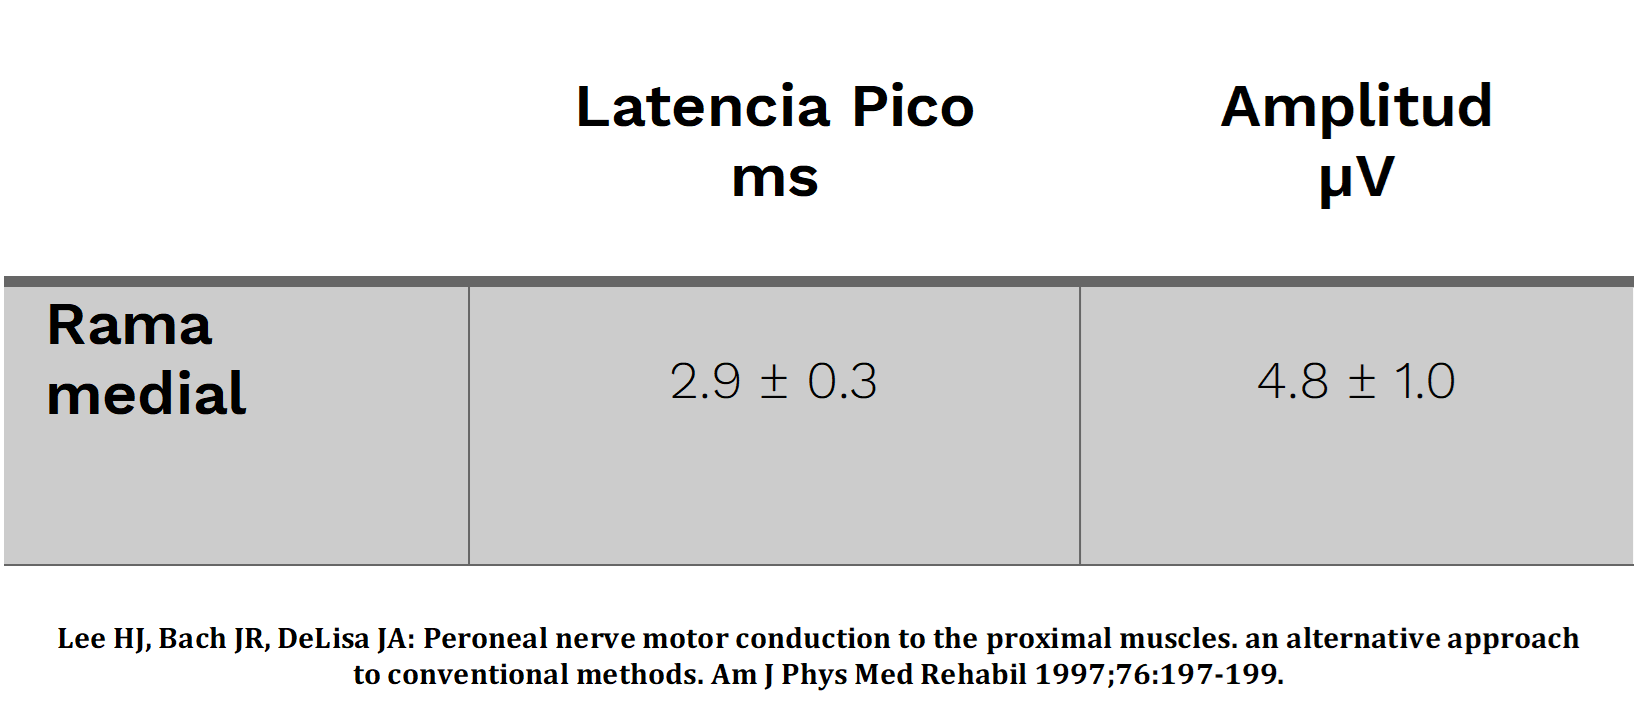 Latencia Pico
ms
Amplitud
µV
Rama
medial
2.9 ± 0.3
4.8 ± 1.0
Lee HJ, Bach JR, DeLisa JA: Peroneal nerve motor conduction to the proximal muscles. an alternative approach
to conventional methods. Am J Phys Med Rehabil 1997;76:197-199.